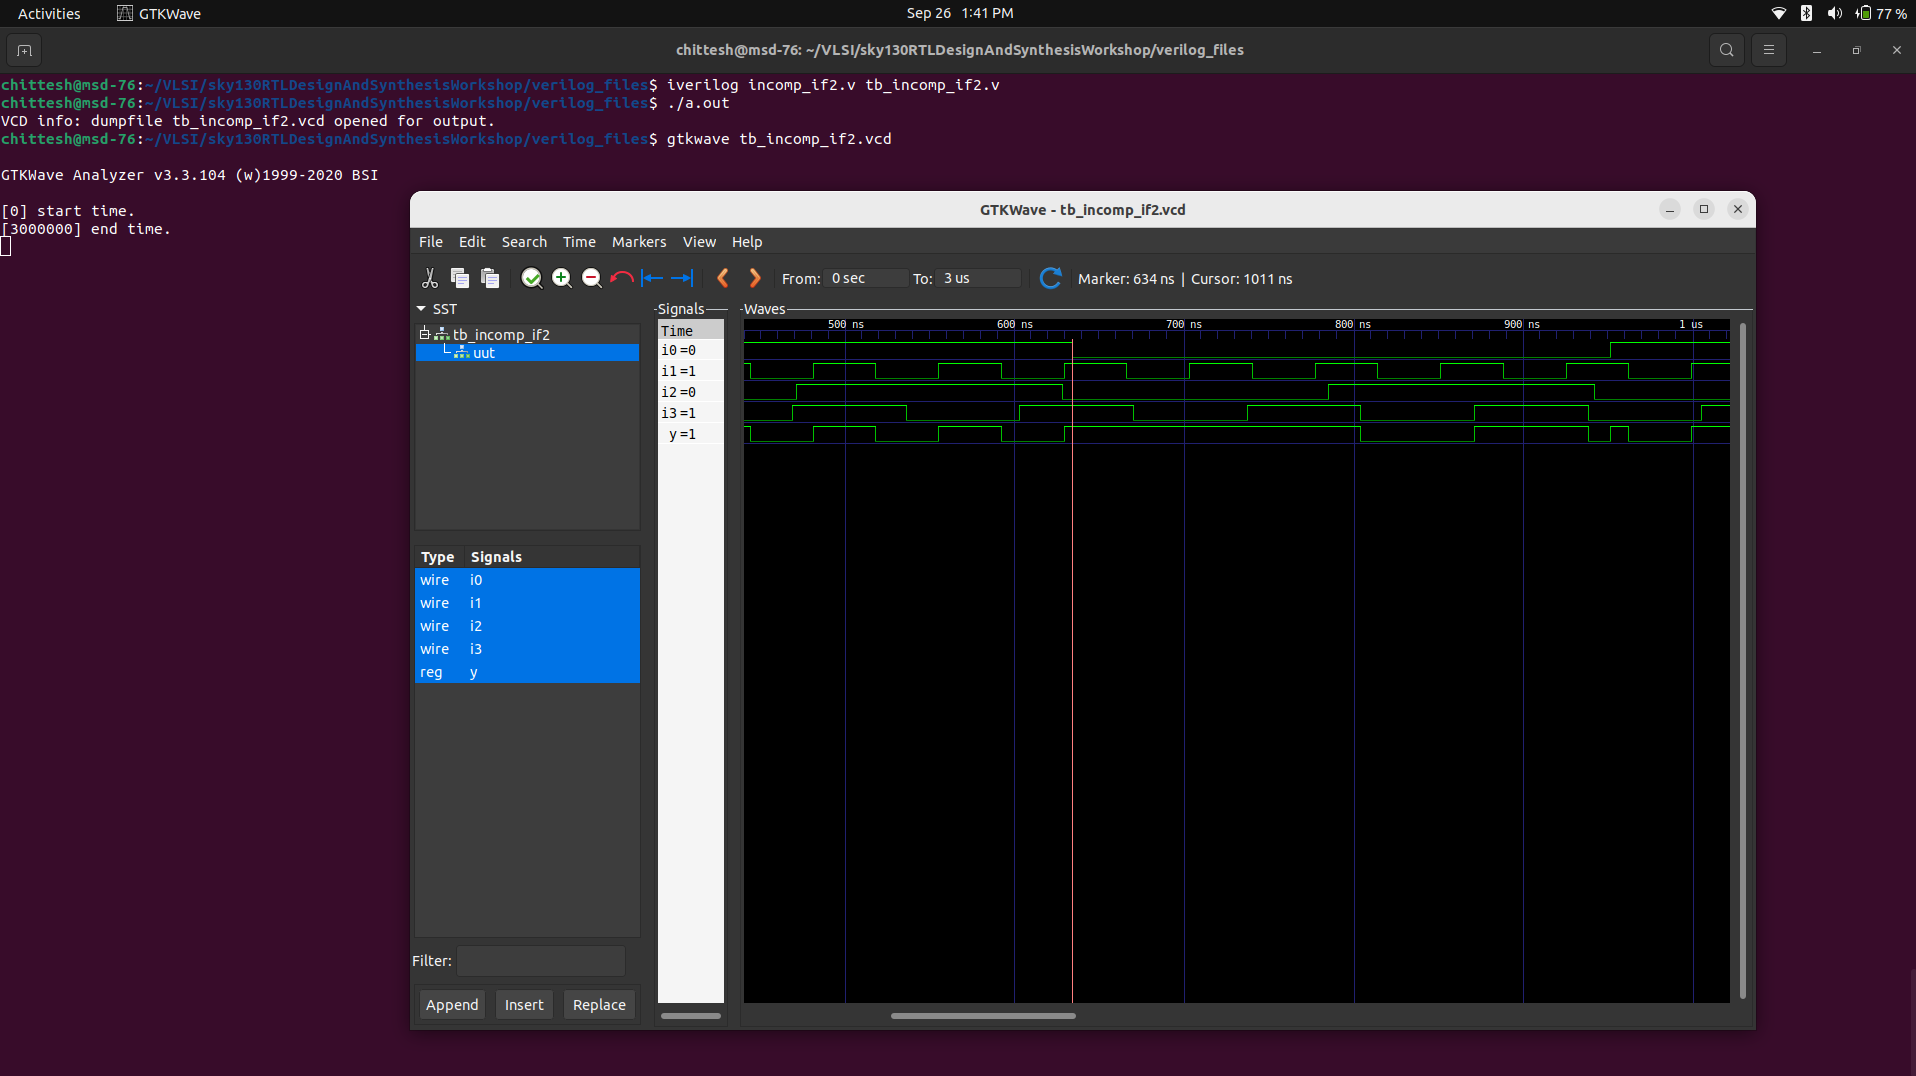 Activities GTKWave Sep 26 1:41 PM 77 %
chittesh@msd-76: ~/VLSI/sky130RTLDesignAndSynthesisWorkshop/verilog_files
chittesh@msd-76:~/VLSI/sky130RTLDesignAndSynthesisWorkshop/verilog_files$ iverilog incomp_if2.v tb_incomp_if2.v
chittesh@msd-76:~/VLSI/sky130RTLDesignAndSynthesisWorkshop/verilog_files$ ./a.out
VCD info: dumpfile tb_incomp_if2.vcd opened for output.
chittesh@msd-76:~/VLSI/sky130RTLDesignAndSynthesisWorkshop/verilog_files$ gtkwave tb_incomp_if2.vcd
GTKWave Analyzer v3.3.104 (w)1999-2020 BSI
[0] start time.
[3000000] end time.
GTKWave - tb_incomp_if2.vcd
File Edit Search Time Markers View Help
From: 0 sec To: 3 us Marker: 634 ns | Cursor: 1011 ns
SST
tb_incomp_if2
uut
Type Signals
wire i0
wire i1
wire i2
wire i3
reg y
Filter:
Append Insert Replace
Signals
Time
i0=0
i1=1
i2=0
i3=1
y=1
Waves
500 ns 600 ns 700 ns 800 ns 900 ns 1 us